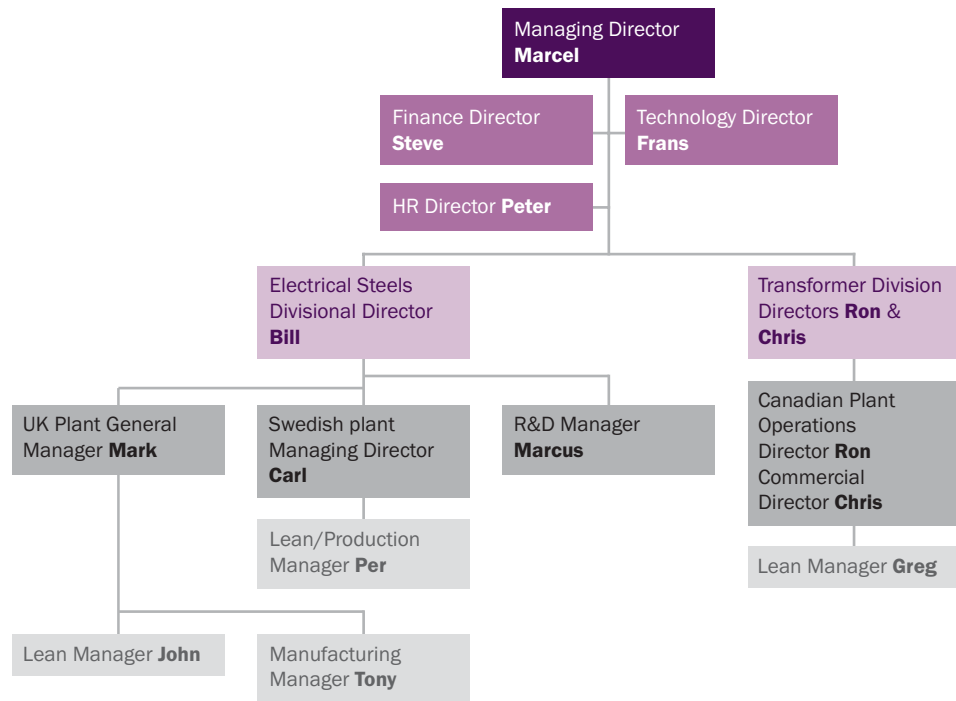 Managing Director
Marcel
Finance Director
Steve
Technology Director
Frans
HR Director Peter
Electrical Steels
Divisional Director
Bill
Transformer Division
Directors Ron &
Chris
UK Plant General
Manager Mark
Swedish plant
Managing Director
Carl
R&D Manager
Marcus
Canadian Plant
Operations
Director Ron
Commercial
Director Chris
Lean/Production
Manager Per
Lean Manager Greg
Lean Manager John
Manufacturing
Manager Tony